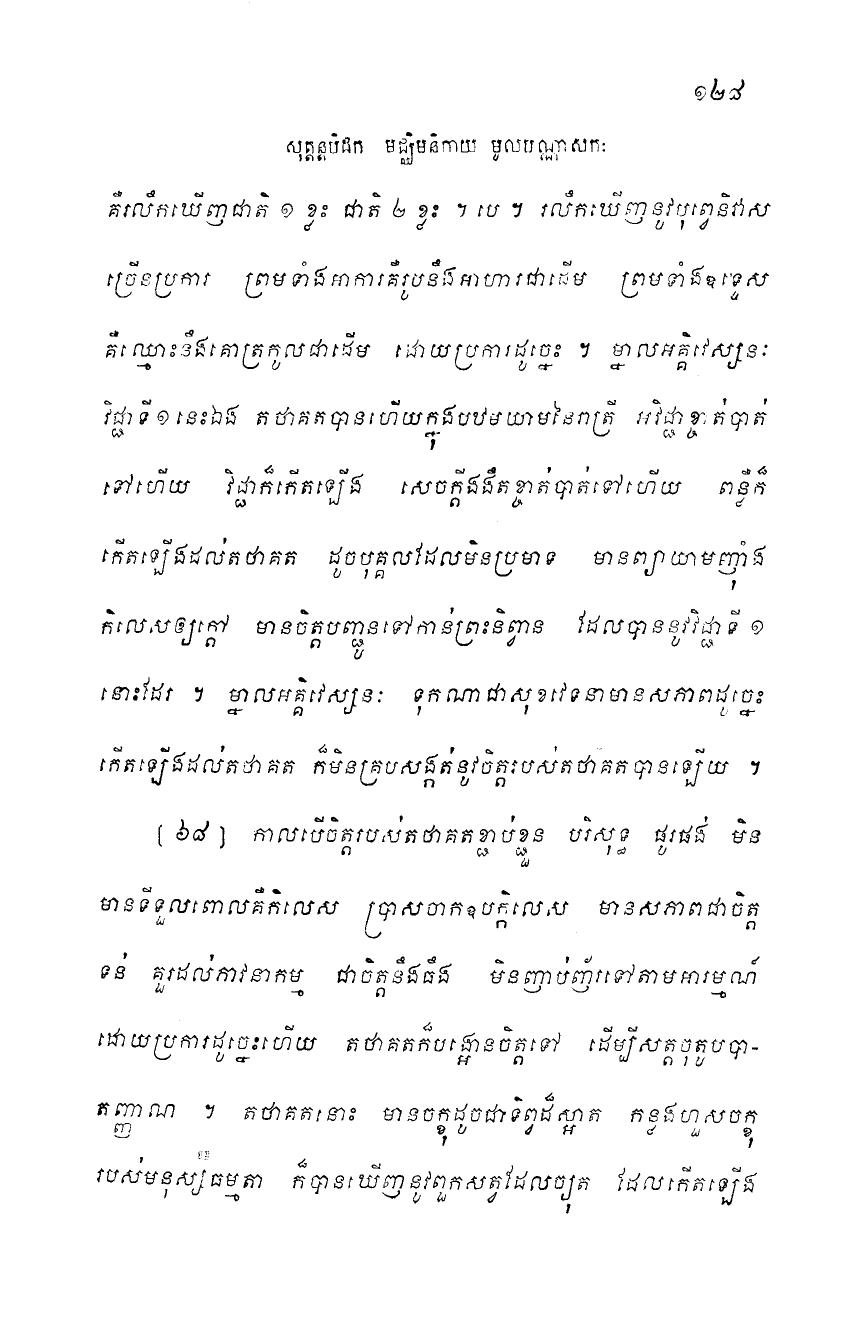 ១២៨
សុត្តន្តបិដក មជ្ឈិមនិកាយ មូលបណ្ណាសកៈ
គឺរលឹកឃើញជាតិ ១ ខ្លះ ជាតិ ២ ខ្លះ ។ បេ ។ រលឹកឃើញនូវបុព្វេនិវាស
ច្រើនប្រការ ព្រមទាំងអាការគឺរូបនឹងអាហារជាដើម ព្រមទាំងឧទ្ទេស
គឺឈ្មោះនឹងគោត្រកូលជាដើម ដោយប្រការដូច្នេះ ។ ម្នាលអគ្គិវេស្សនៈ
វិជ្ជាទី១នេះឯង តថាគតបានហើយក្នុងបឋមយាមនៃរាត្រី អវិជ្ជាខ្ចាត់បាត់
ទៅហើយ វិជ្ជាក៏កើតឡើង សេចក្តីងងឹតខ្ចាត់បាត់ទៅហើយ ពន្លឺក៏
កើតឡើងដល់តថាគត ដូចបុគ្គលដែលមិនប្រមាទ មានព្យាយាមញ៉ាំង
កិលេសឲ្យក្តៅ មានចិត្តបញ្ជូនទៅកាន់ព្រះនិព្វាន ដែលបាននូវវិជ្ជាទី ១
នោះដែរ ។ ម្នាលអគ្គិវេស្សនៈ ទុកណាជាសុខវេទនាមានសភាពដូច្នេះ
កើតឡើងដល់តថាគត ក៏មិនគ្របសង្កត់នូវចិត្តរបស់តថាគតបានឡើយ ។
[ ៦៨ ] កាលបើចិត្តរបស់តថាគតខ្ជាប់ខ្ជួន បរិសុទ្ធ ផូរផង់ មិន
មានទីទួលពោលគឺកិលេស ប្រាសចាកឧបក្កិលេស មានសភាពជាចិត្ត
ទន់ គួរដល់ភាវនាកម្ម ជាចិត្តនឹងធឹង មិនញាប់ញ័រទៅតាមអារម្មណ៍
ដោយប្រការដូច្នេះហើយ តថាគតក៏បង្អោនចិត្តទៅ ដើម្បីសត្តចុតូបបា-
តញ្ញាណ ។ តថាគតនោះ មានចក្ខុដូចជាទិព្វដ៏ស្អាត កន្លងហួសចក្ខុ
របស់មនុស្សធម្មតា ក៏បានឃើញនូវពួកសត្វដែលច្យុត ដែលកើតឡើង